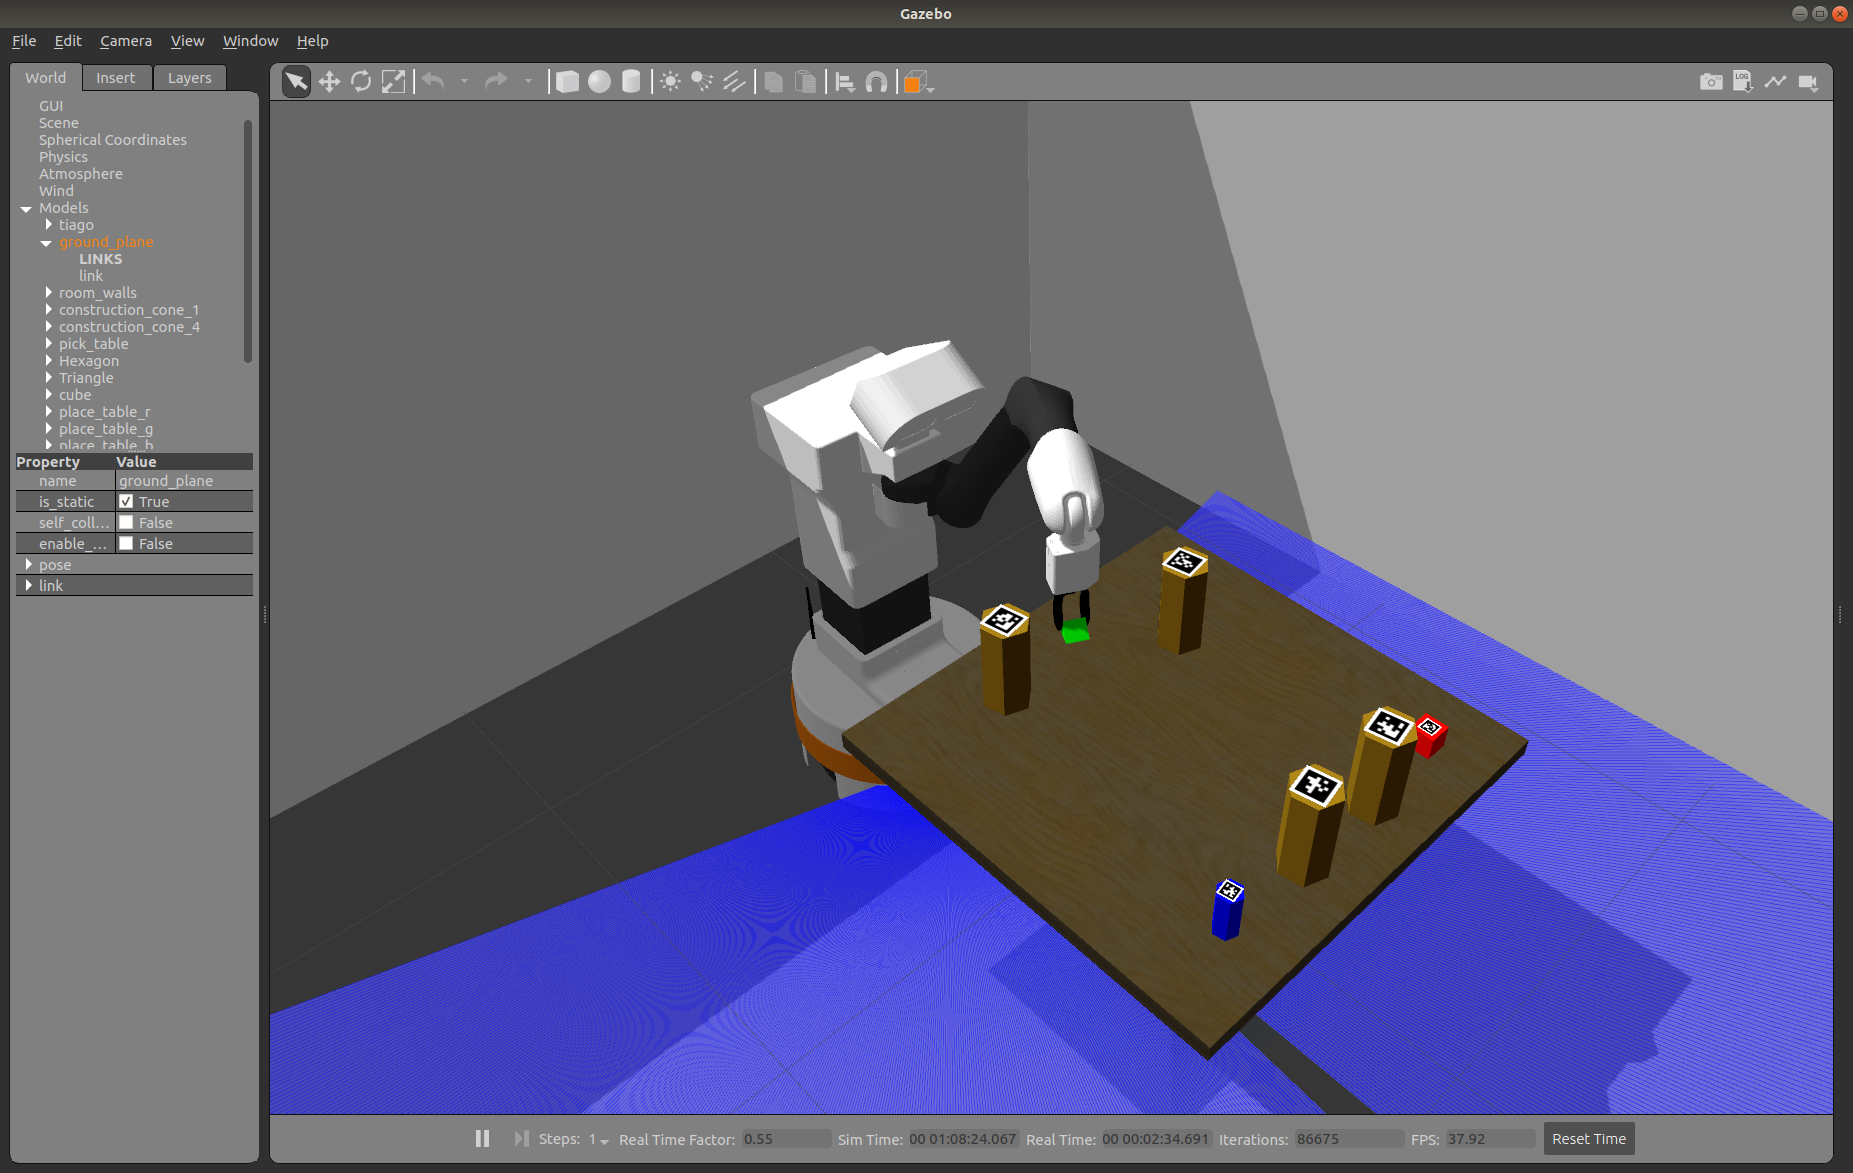 Gazebo
File Edit Camera View Window Help
World Insert Layers
GUI
Scene
Spherical Coordinates
Physics
Atmosphere
Wind
Models
tiago
ground_plane
LINKS
link
room_walls
construction_cone_1
construction_cone_4
pick_table
Hexagon
Triangle
cube
place_table_r
place_table_g
place_table_b
Property Value
name ground_plane
is_static True
self_coll... False
enable_... False
pose
link
LOG
Steps: 1 Real Time Factor: 0.55 Sim Time: 00 01:08:24.067 Real Time: 00 00:02:34.691 Iterations: 86675 FPS: 37.92 Reset Time